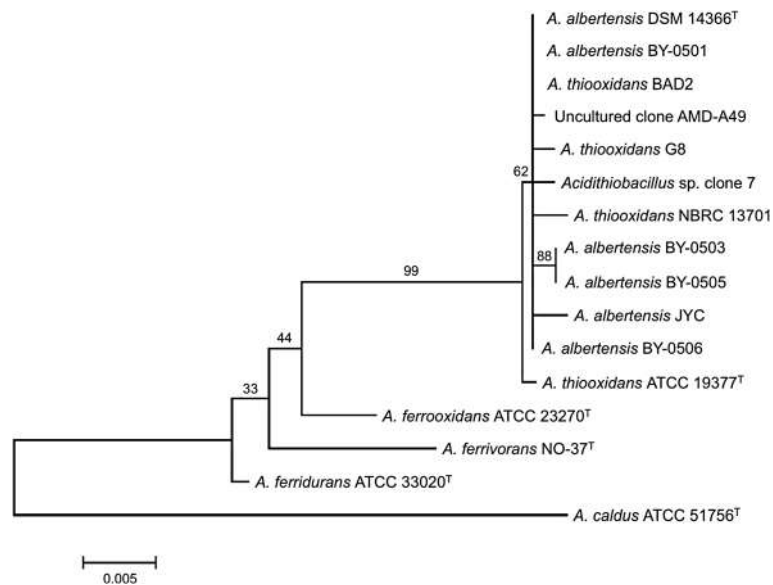 A. albertensis DSM 14366ᵀ
A. albertensis BY-0501
A. thiooxidans BAD2
Uncultured clone AMD-A49
A. thiooxidans G8
62
Acidithiobacillus sp. clone 7
A. thiooxidans NBRC 13701
A. albertensis BY-0503
88
99
A. albertensis BY-0505
A. albertensis JYC
44
A. albertensis BY-0506
A. thiooxidans ATCC 19377ᵀ
33
A. ferrooxidans ATCC 23270ᵀ
A. ferrivorans NO-37ᵀ
A. ferridurans ATCC 33020ᵀ
A. caldus ATCC 51756ᵀ
0.005